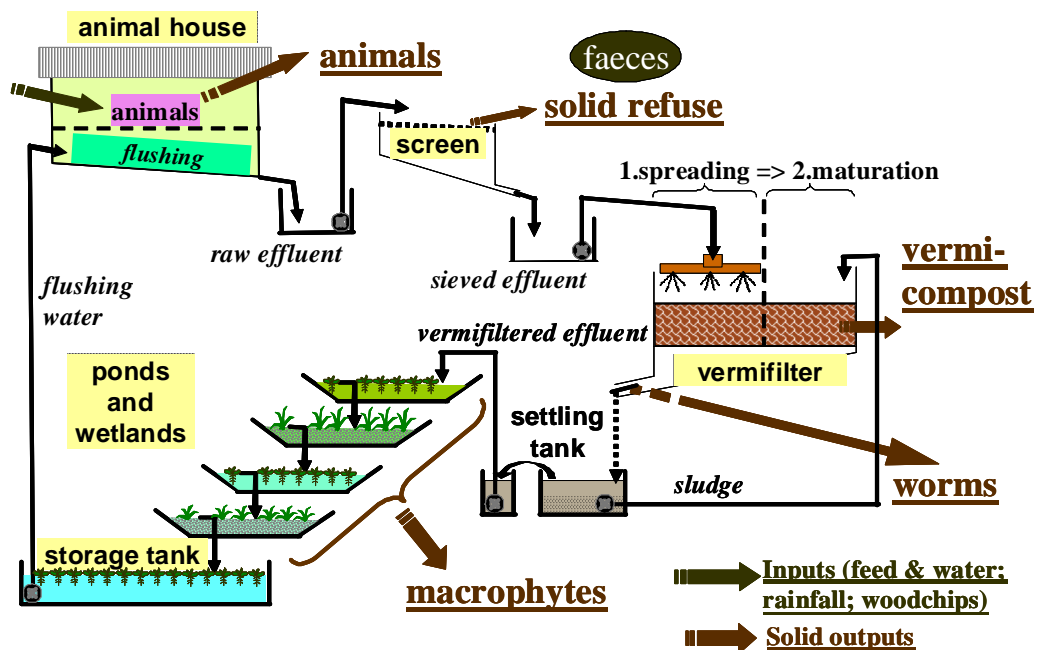 animal house
animals
faeces
animals
solid refuse
screen
flushing
1.spreading => 2.maturation
raw effluent
sieved effluent
vermi-
compost
flushing
water
vermifiltered effluent
ponds
and
wetlands
vermifilter
settling
tank
sludge
worms
storage tank
macrophytes
Inputs (feed & water;
rainfall; woodchips)
Solid outputs